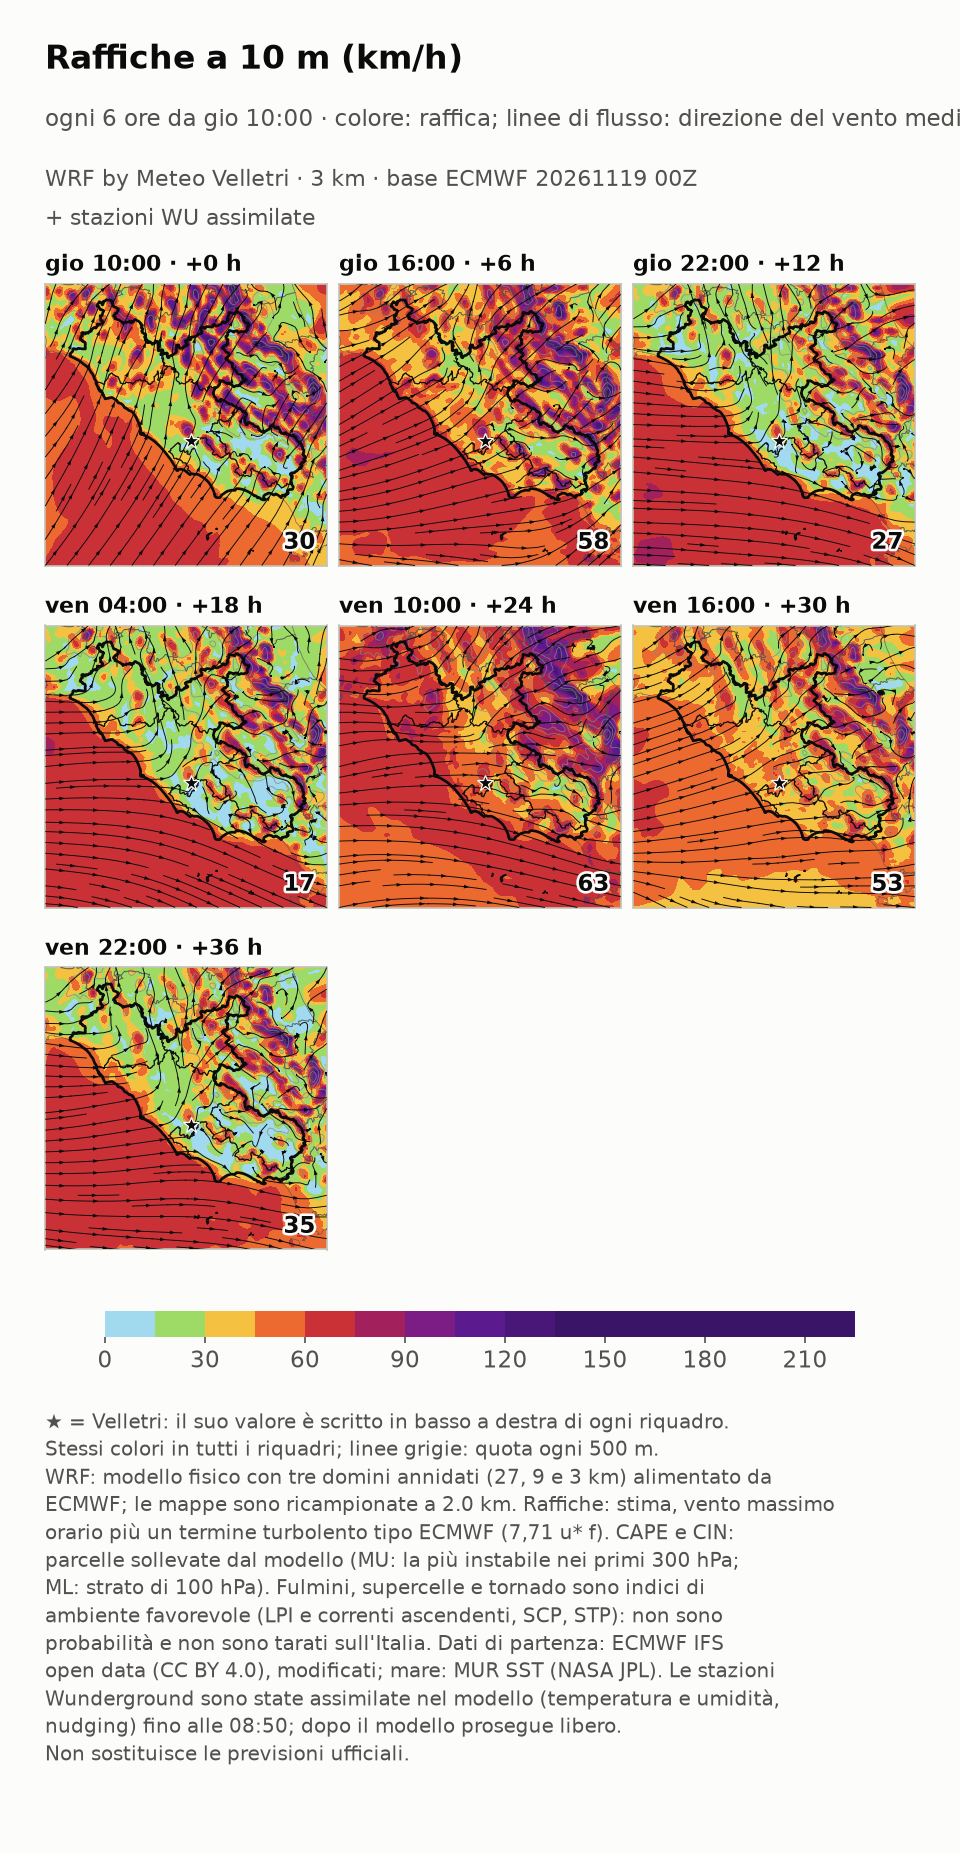 Raffiche a 10 m (km/h)
ogni 6 ore da gio 10:00 · colore: raffica; linee di flusso: direzione del vento medi
WRF by Meteo Velletri · 3 km · base ECMWF 20261119 00Z
+ stazioni WU assimilate
gio 10:00 · +0 h
gio 16:00 · +6 h
gio 22:00 · +12 h
30
58
27
ven 04:00 · +18 h
ven 10:00 · +24 h
ven 16:00 · +30 h
17
63
53
ven 22:00 · +36 h
35
0 30 60 90 120 150 180 210
★ = Velletri: il suo valore è scritto in basso a destra di ogni riquadro.
Stessi colori in tutti i riquadri; linee grigie: quota ogni 500 m.
WRF: modello fisico con tre domini annidati (27, 9 e 3 km) alimentato da
ECMWF; le mappe sono ricampionate a 2.0 km. Raffiche: stima, vento massimo
orario più un termine turbolento tipo ECMWF (7,71 u* f). CAPE e CIN:
parcelle sollevate dal modello (MU: la più instabile nei primi 300 hPa;
ML: strato di 100 hPa). Fulmini, supercelle e tornado sono indici di
ambiente favorevole (LPI e correnti ascendenti, SCP, STP): non sono
probabilità e non sono tarati sull'Italia. Dati di partenza: ECMWF IFS
open data (CC BY 4.0), modificati; mare: MUR SST (NASA JPL). Le stazioni
Wunderground sono state assimilate nel modello (temperatura e umidità,
nudging) fino alle 08:50; dopo il modello prosegue libero.
Non sostituisce le previsioni ufficiali.